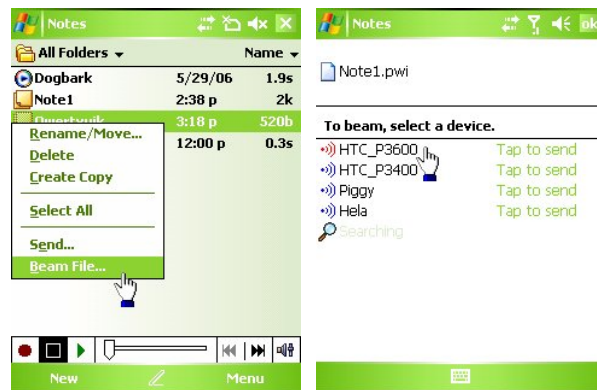 Notes
All Folders Name
Dogbark 5/29/06 1.9s
Note1 2:38 p 2k
Qwertyuik 3:18 p 520b
12:00 p 0.3s
Rename/Move...
Delete
Create Copy
Select All
Send...
Beam File...
New Menu
Notes ok
Note1.pwi
To beam, select a device.
HTC_P3600 Tap to send
HTC_P3400 Tap to send
Piggy Tap to send
Hela Tap to send
Searching